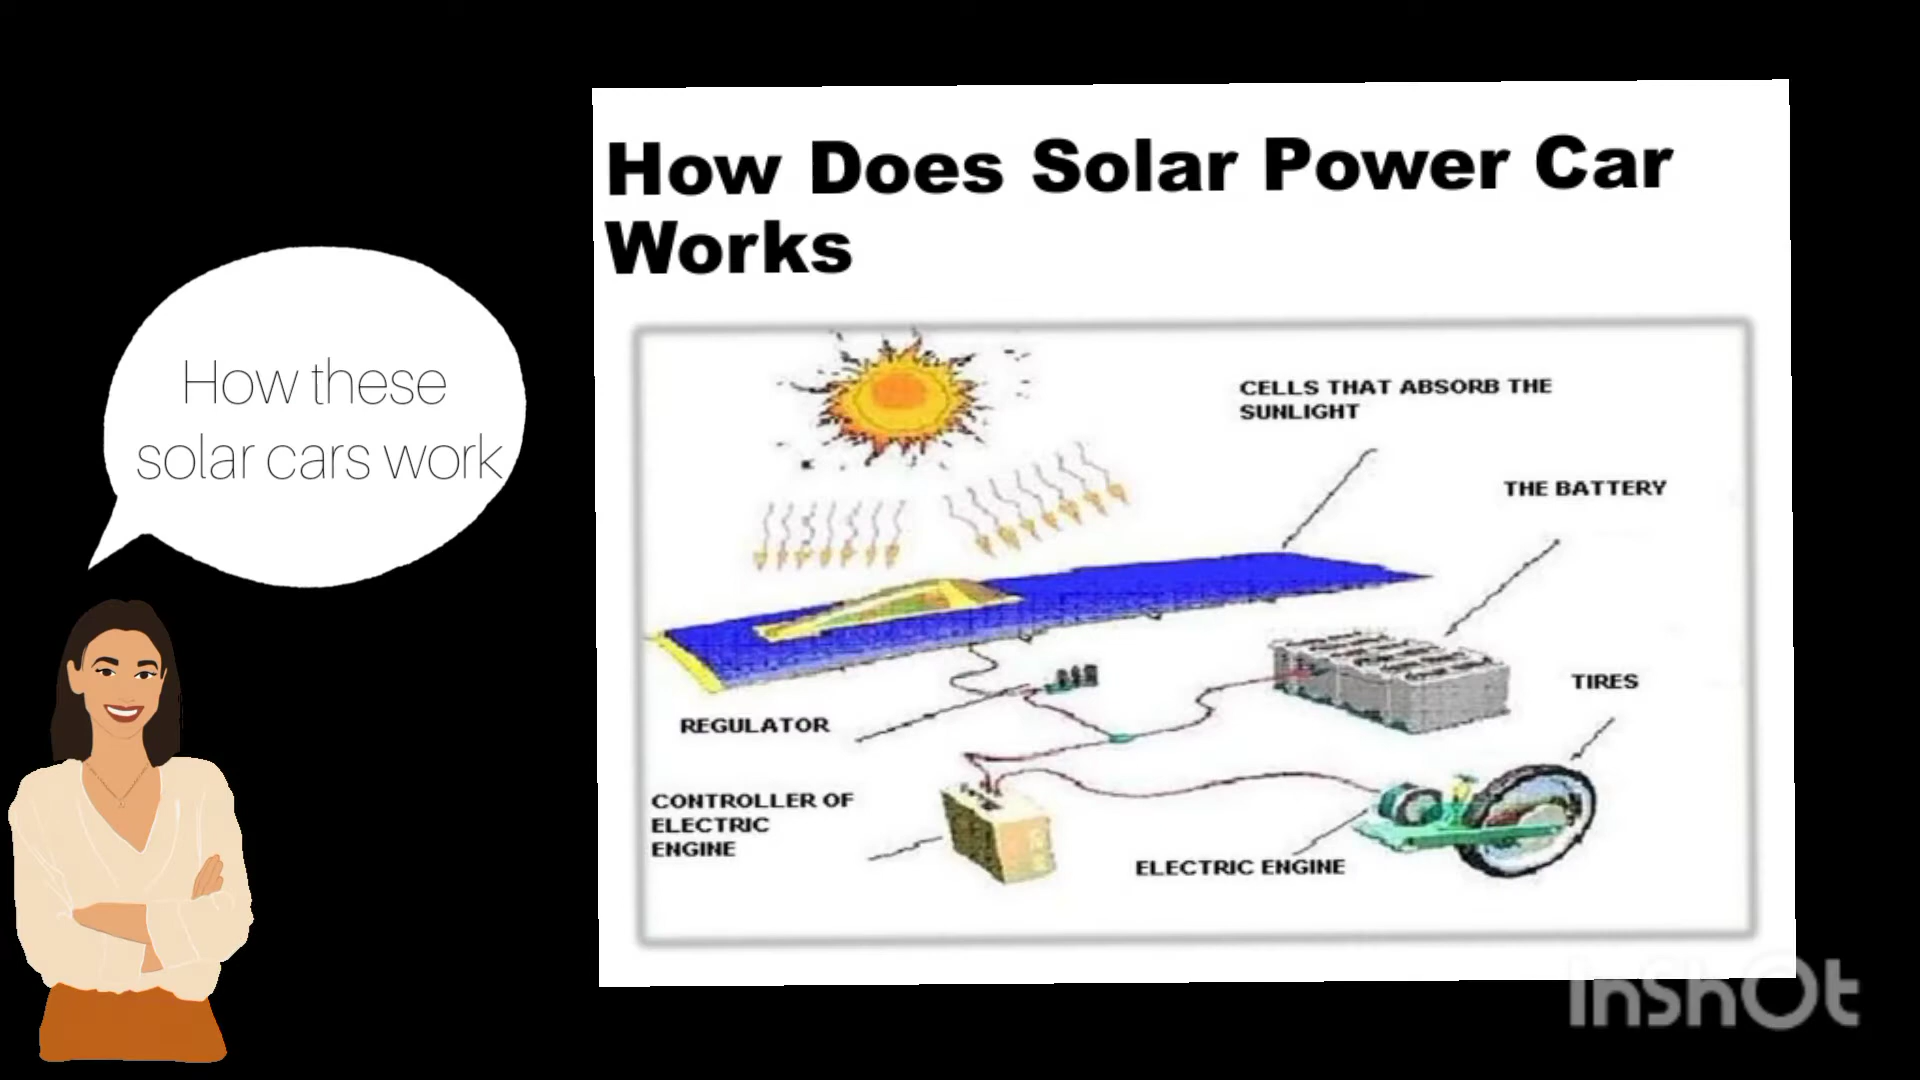 How Does Solar Power Car
Works
How these
solar cars work
CELLS THAT ABSORB THE
SUNLIGHT
THE BATTERY
TIRES
REGULATOR
CONTROLLER OF
ELECTRIC
ENGINE
ELECTRIC ENGINE
InShOt